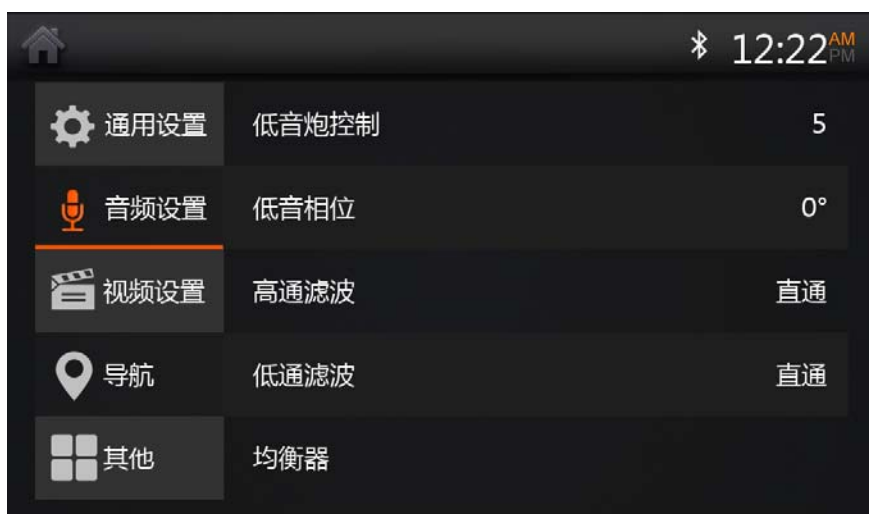 12:22 AM
PM
通用设置 低音炮控制 5
音频设置 低音相位 0°
视频设置 高通滤波 直通
导航 低通滤波 直通
其他 均衡器